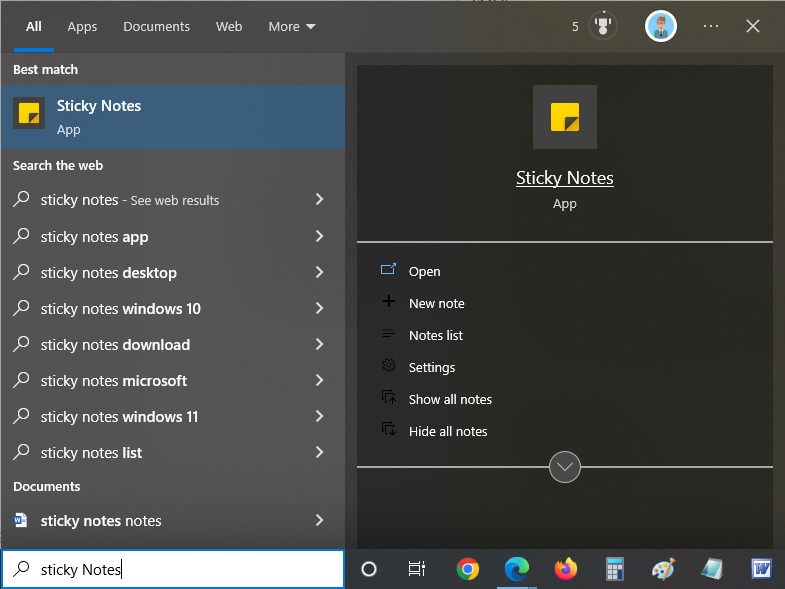 All Apps Documents Web More 5 ···
Best match
Sticky Notes
App
Search the web
sticky notes - See web results
sticky notes app
sticky notes desktop
sticky notes windows 10
sticky notes download
sticky notes microsoft
sticky notes windows 11
sticky notes list
Documents
sticky notes notes
sticky Notes
Sticky Notes
App
Open
New note
Notes list
Settings
Show all notes
Hide all notes
W